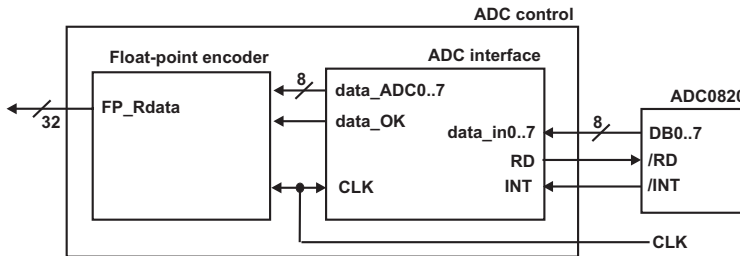 ADC control
Float-point encoder
ADC interface
8
data_ADC0..7
ADC0820
FP_Rdata
32
data_OK
8
data_in0..7
DB0..7
RD
/RD
CLK
INT
/INT
CLK